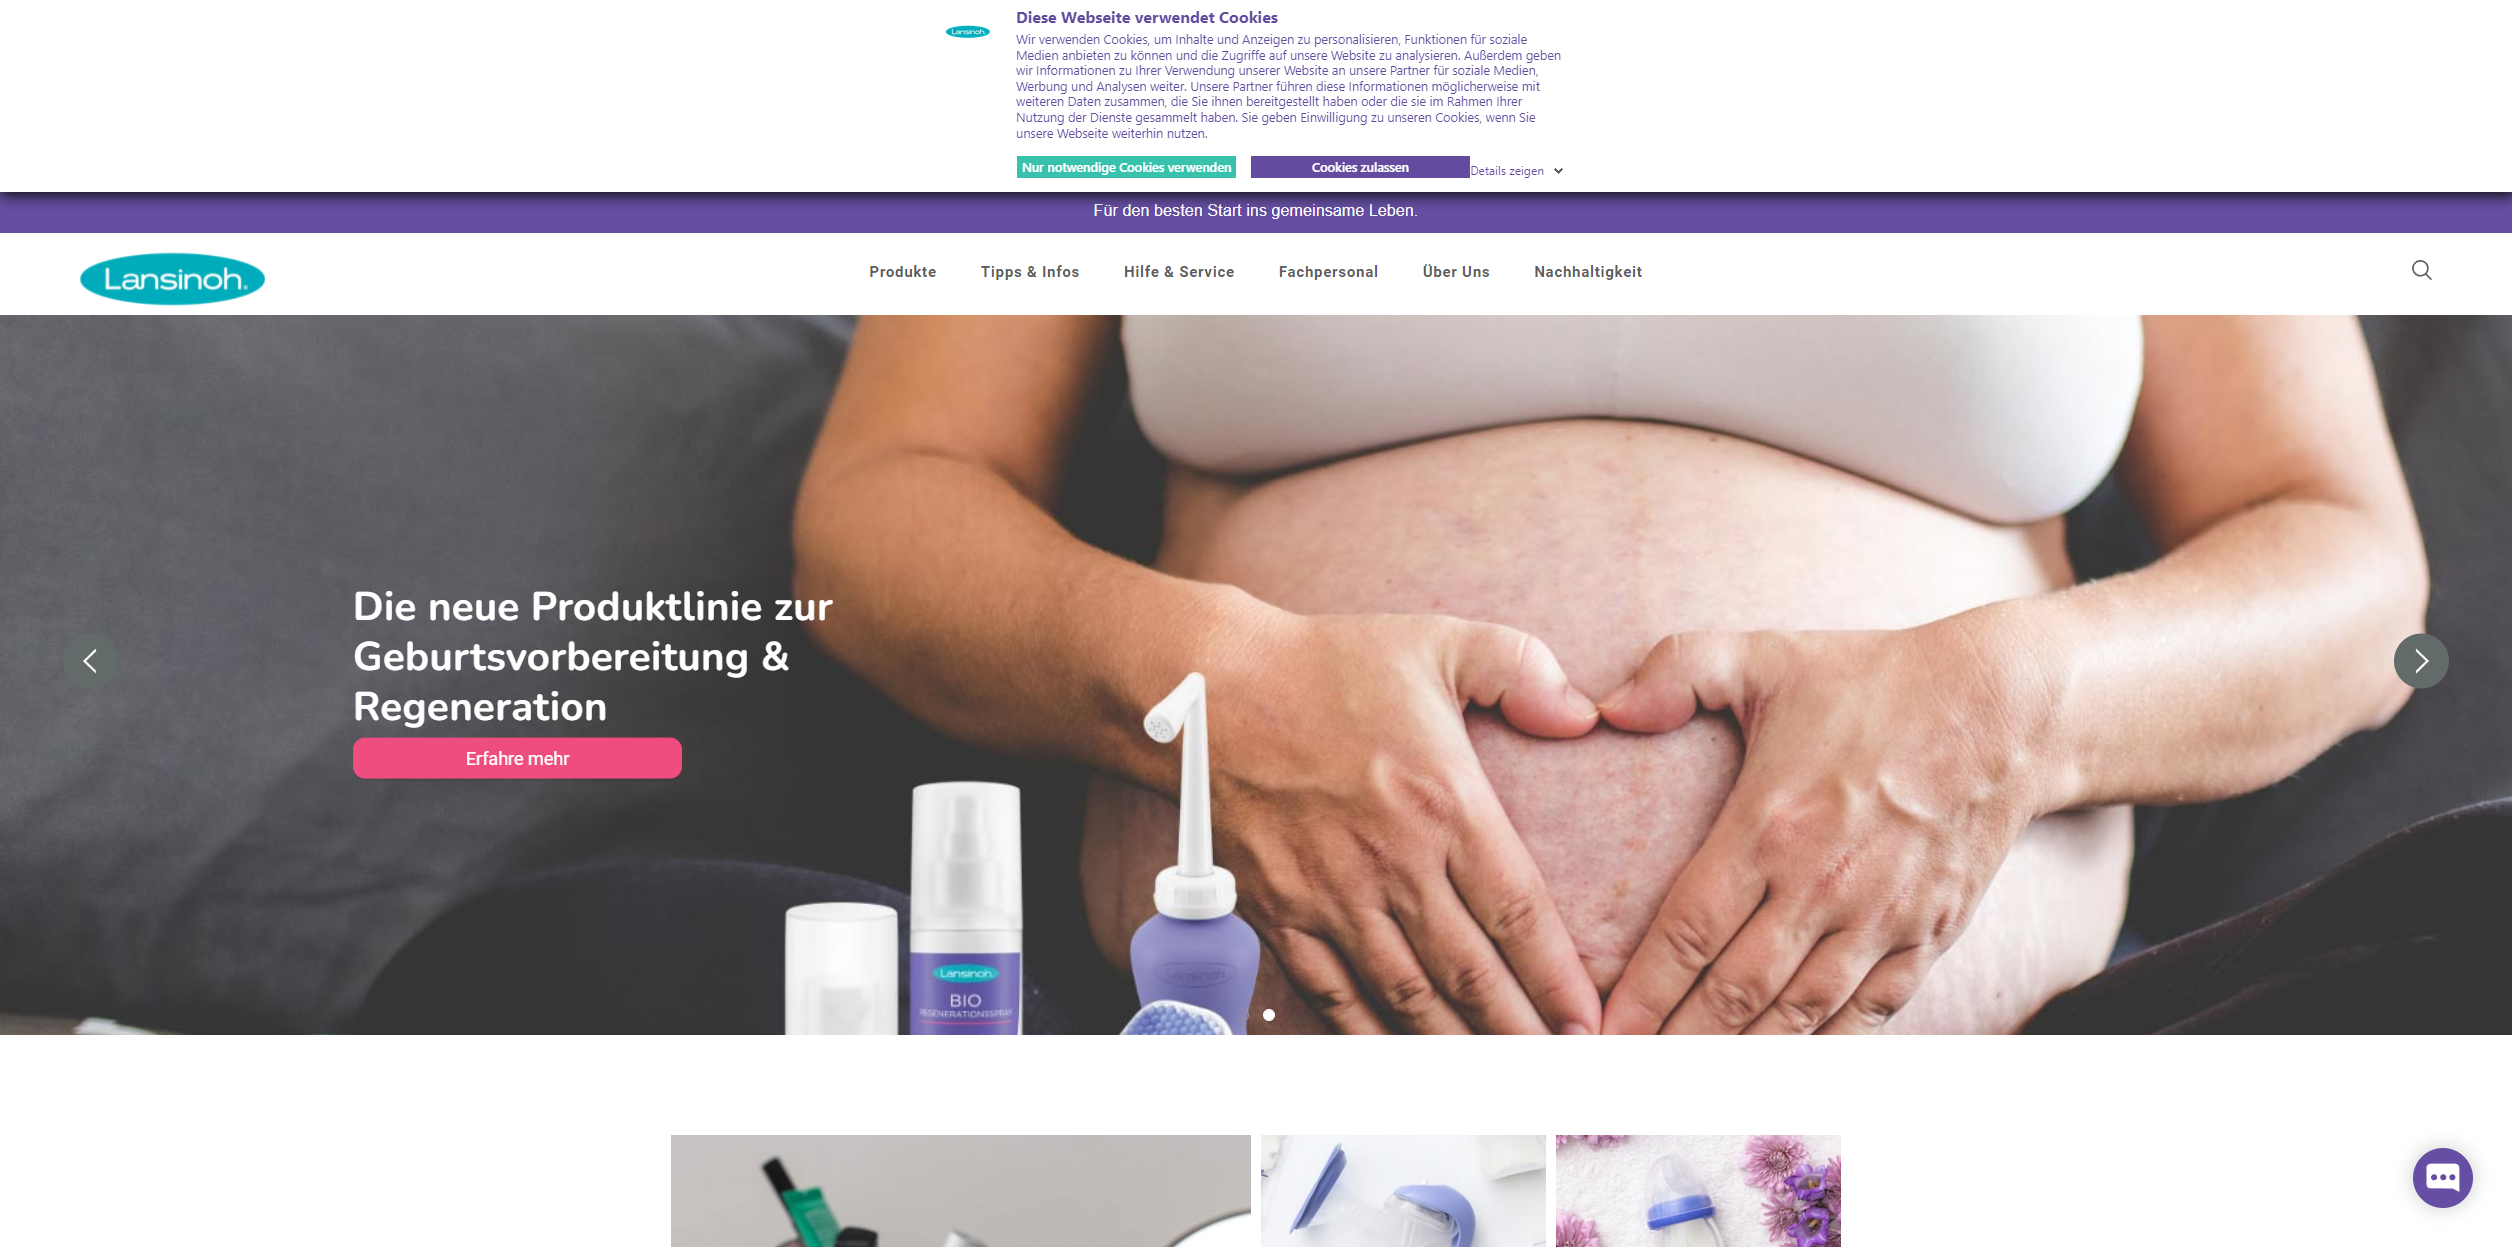 Diese Webseite verwendet Cookies
Lansinoh
Wir verwenden Cookies, um Inhalte und Anzeigen zu personalisieren, Funktionen für soziale
Medien anbieten zu können und die Zugriffe auf unsere Website zu analysieren. Außerdem geben
wir Informationen zu Ihrer Verwendung unserer Website an unsere Partner für soziale Medien,
Werbung und Analysen weiter. Unsere Partner führen diese Informationen möglicherweise mit
weiteren Daten zusammen, die Sie ihnen bereitgestellt haben oder die sie im Rahmen Ihrer
Nutzung der Dienste gesammelt haben. Sie geben Einwilligung zu unseren Cookies, wenn Sie
unsere Webseite weiterhin nutzen.
Nur notwendige Cookies verwenden
Cookies zulassen
Details zeigen
Für den besten Start ins gemeinsame Leben.
Lansinoh.
Produkte
Tipps & Infos
Hilfe & Service
Fachpersonal
Über Uns
Nachhaltigkeit
Die neue Produktlinie zur
Geburtsvorbereitung &
Regeneration
Erfahre mehr
Lansinoh
BIO
REGENERATIONSSPRAY
Lansinoh